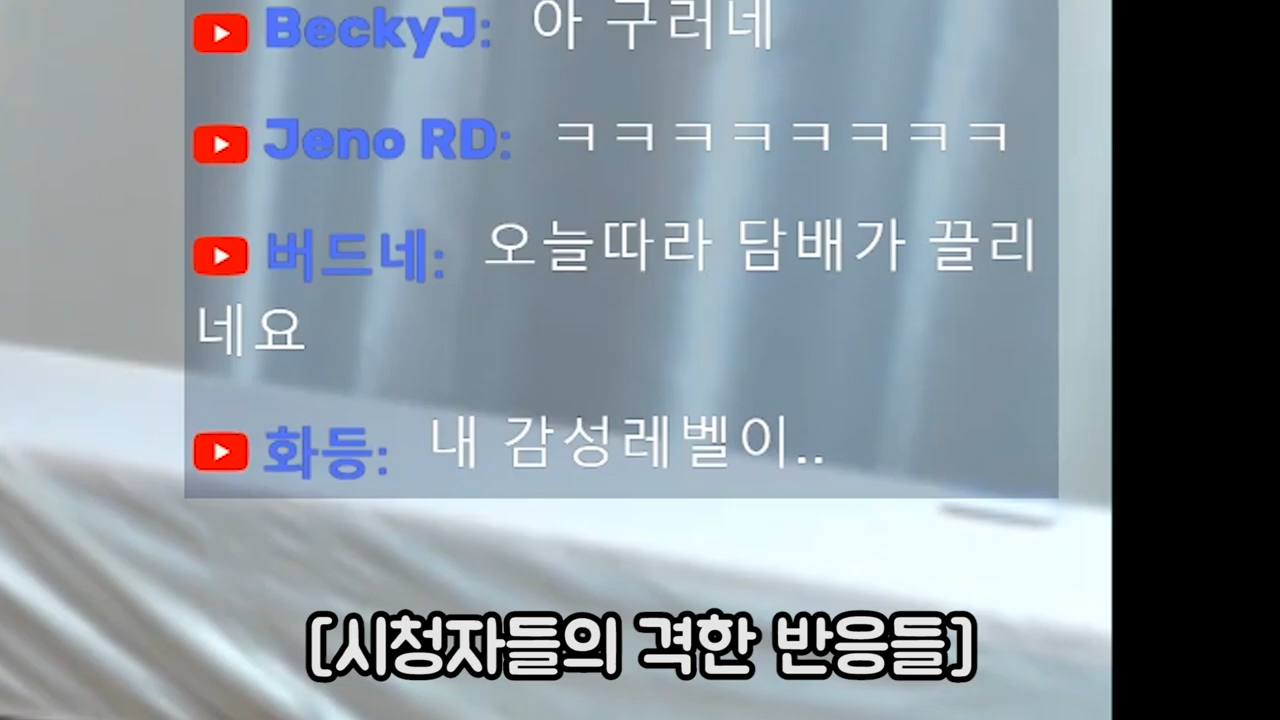 BeckyJ: 아 구러네
Jeno RD: ㅋㅋㅋㅋㅋㅋㅋㅋ
버드네: 오늘따라 담배가 끌리
네요
화등: 내 감성레벨이..
[시청자들의 격한 반응들]